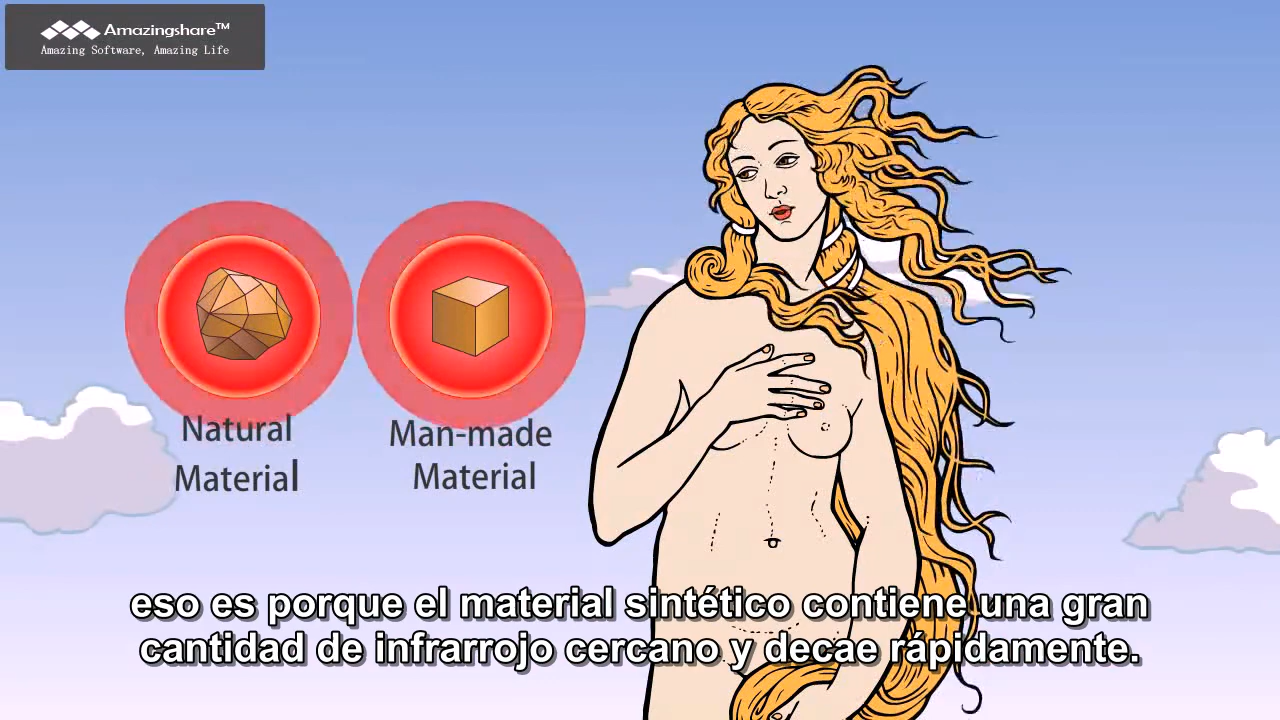 Amazingshare™
Amazing Software, Amazing Life
Natural
Material
Man-made
Material
eso es porque el material sintético contiene una gran
cantidad de infrarrojo cercano y decae rápidamente.